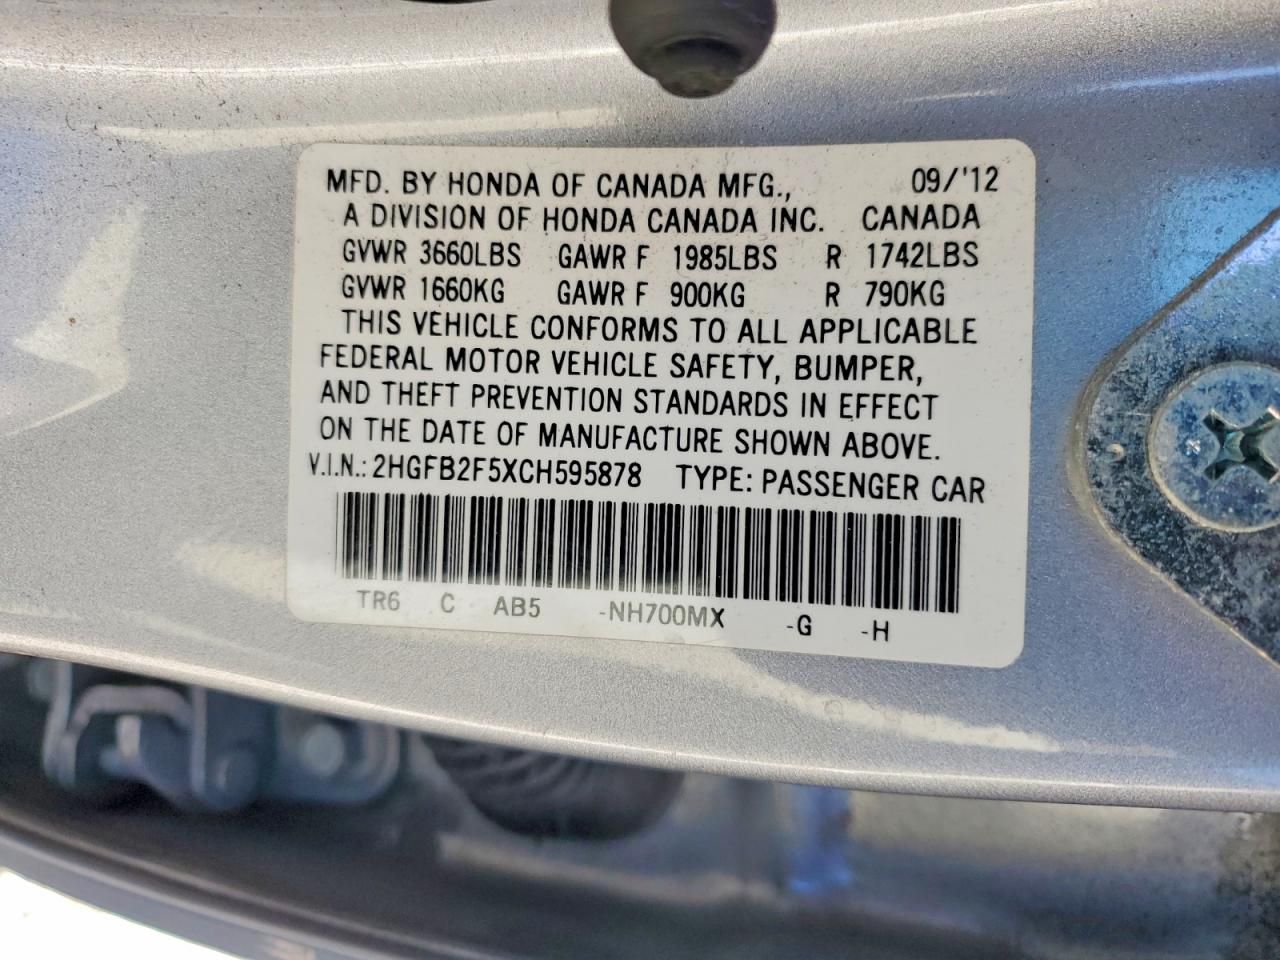 MFD. BY HONDA OF CANADA MFG., 09/'12
A DIVISION OF HONDA CANADA INC. CANADA
GVWR 3660LBS GAWR F 1985LBS R 1742LBS
GVWR 1660KG GAWR F 900KG R 790KG
THIS VEHICLE CONFORMS TO ALL APPLICABLE
FEDERAL MOTOR VEHICLE SAFETY, BUMPER,
AND THEFT PREVENTION STANDARDS IN EFFECT
ON THE DATE OF MANUFACTURE SHOWN ABOVE.
V.I.N.: 2HGFB2F5XCH595878 TYPE: PASSENGER CAR
TR6 C AB5 -NH700MX -G -H